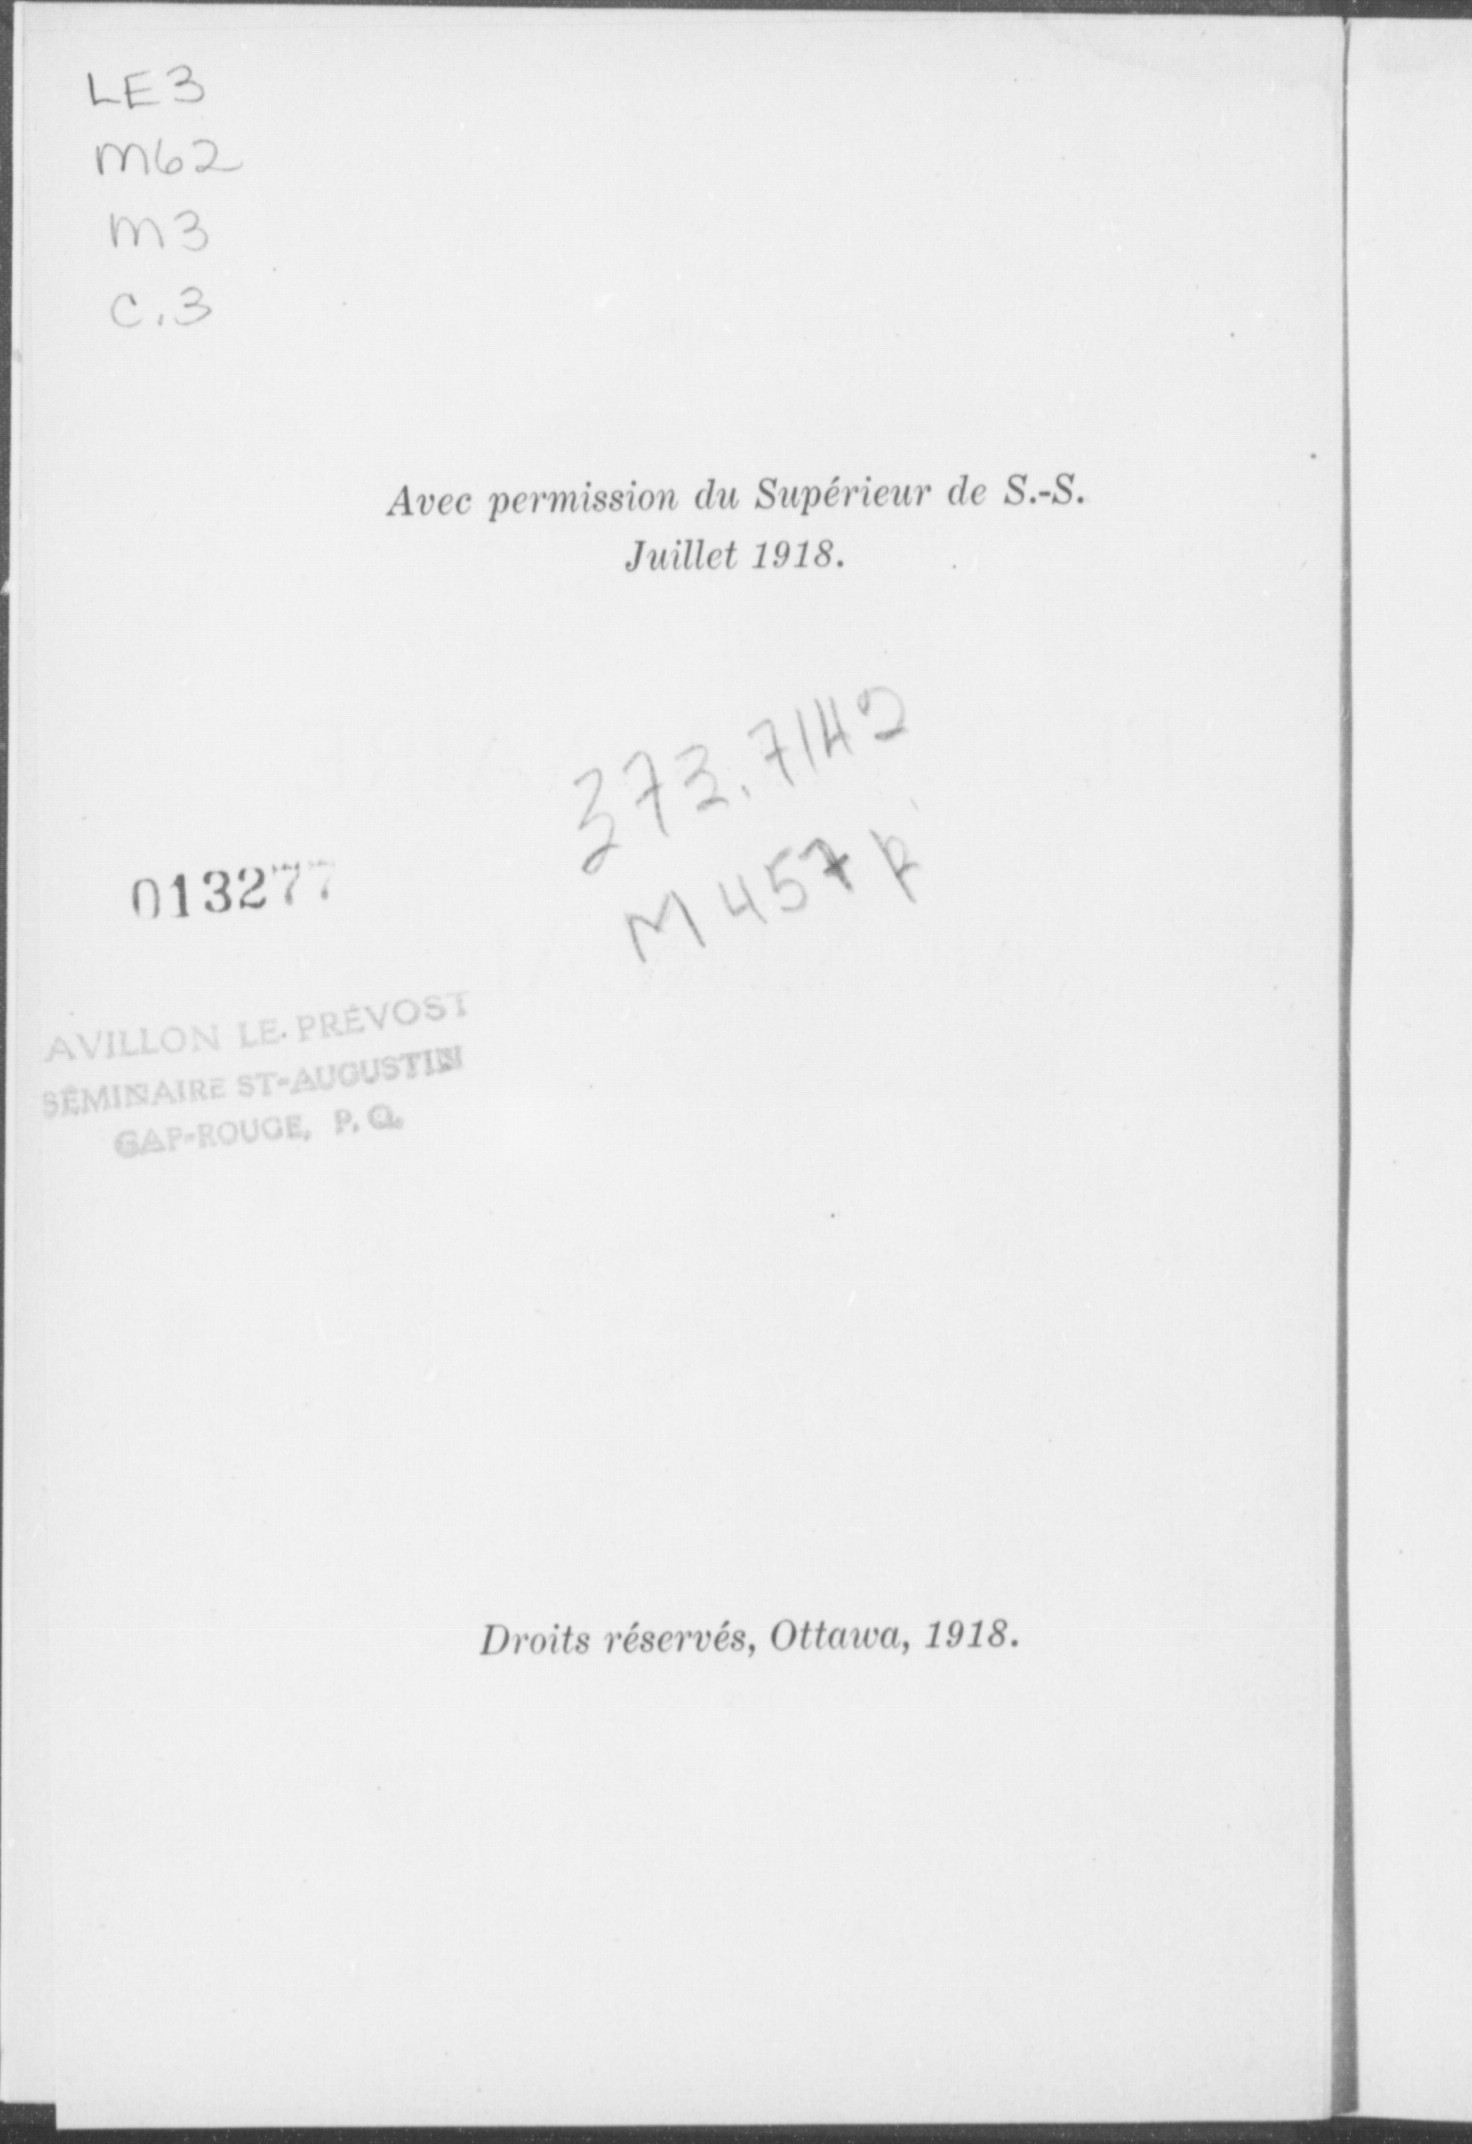 LE3
M62
M3
C.3
Avec permission du Supérieur de S.-S.
Juillet 1918.
373.7142
M457p
013277
AVILLON LE PRÉVOST
SÉMINAIRE ST-AUGUSTIN
CAP-ROUGE, P.Q.
Droits réservés, Ottawa, 1918.